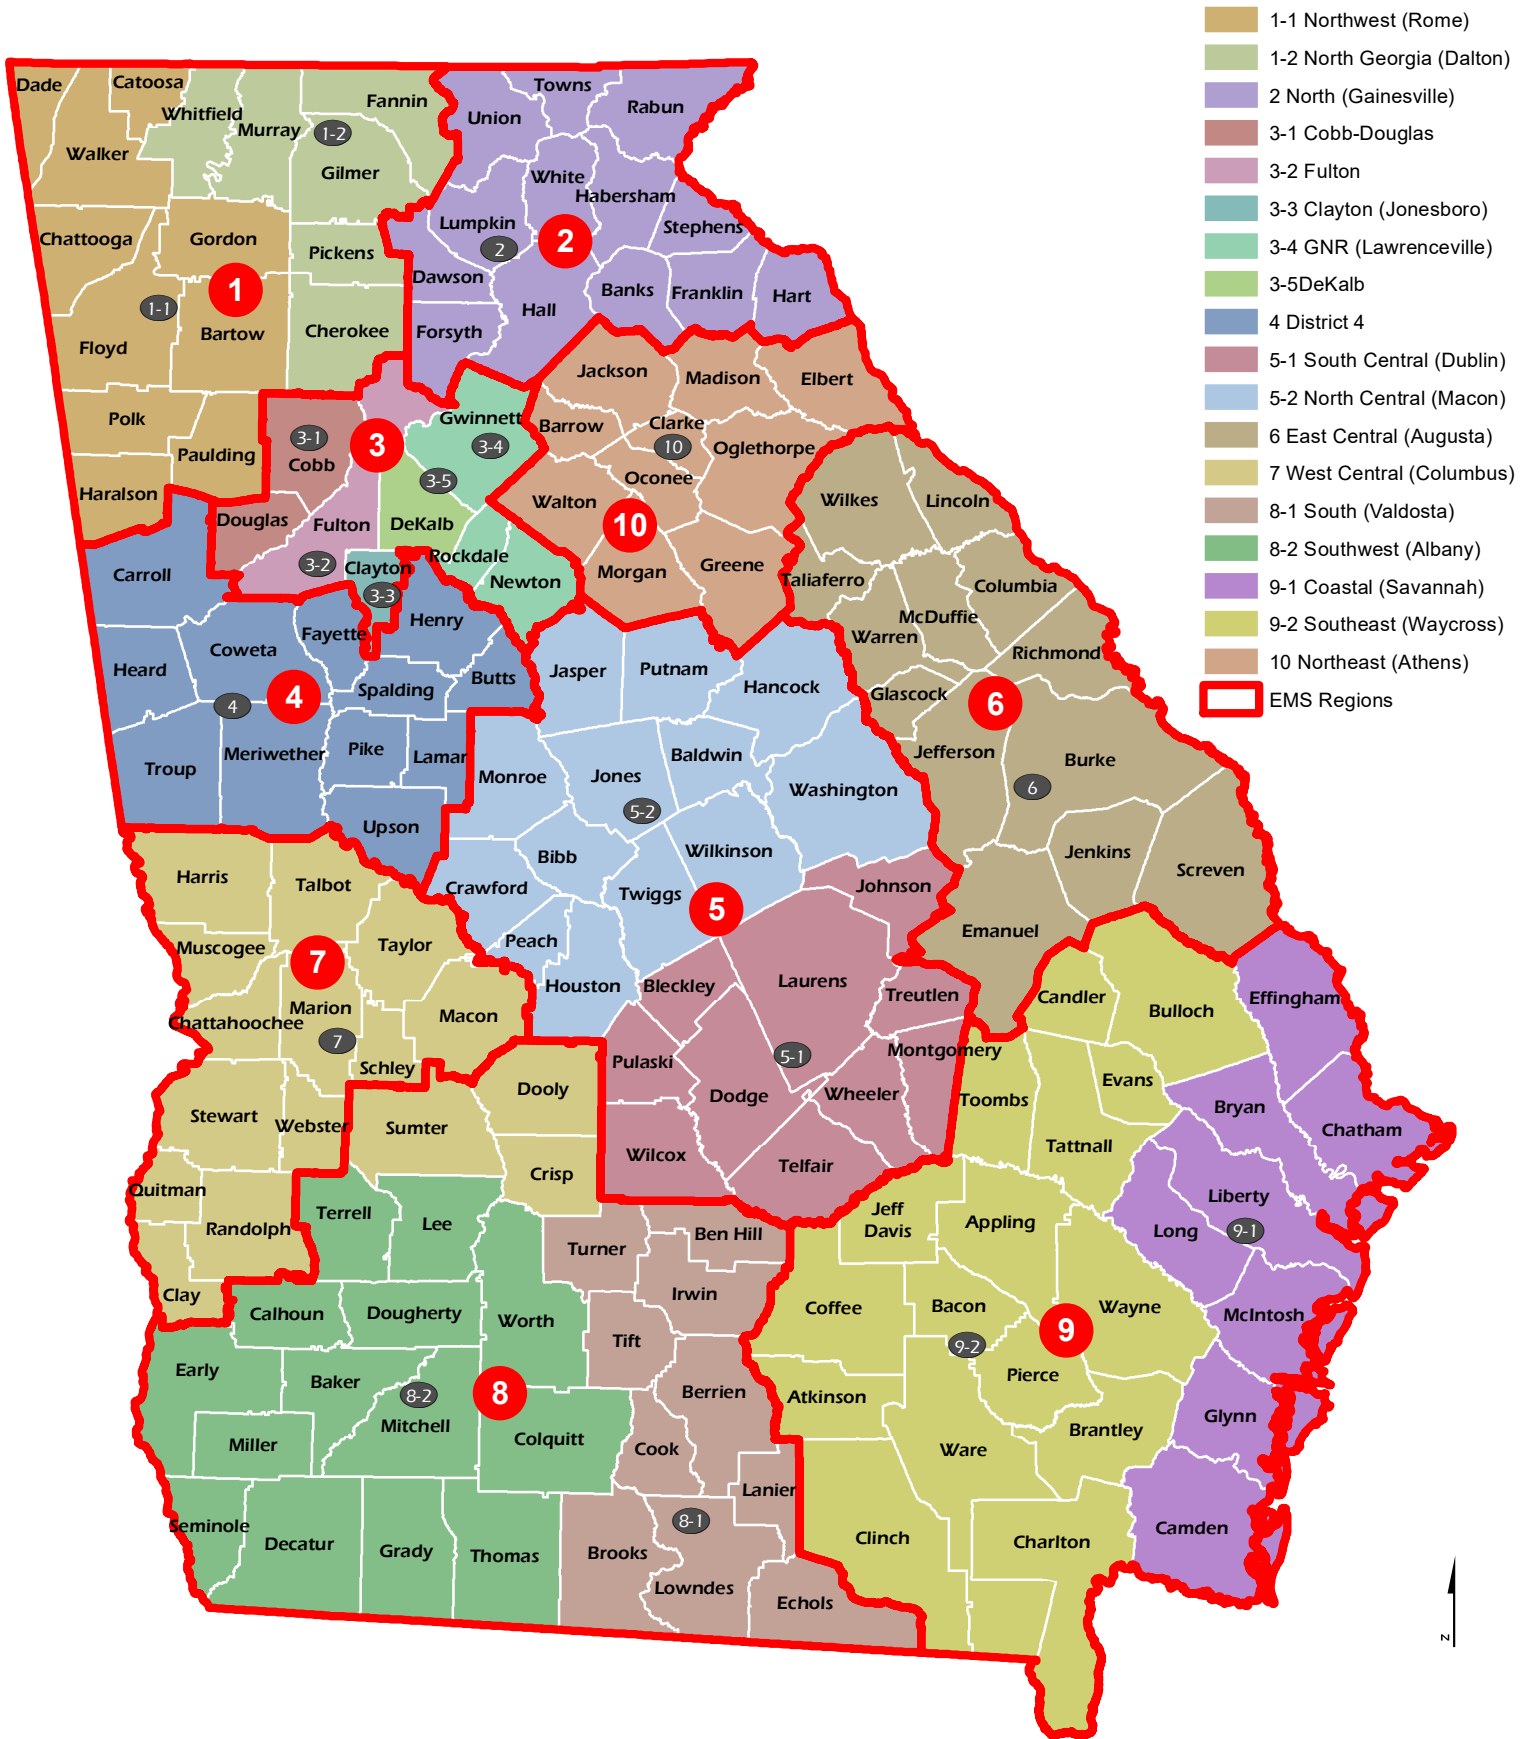 1-1 Northwest (Rome)
1-2 North Georgia (Dalton)
2 North (Gainesville)
3-1 Cobb-Douglas
3-2 Fulton
3-3 Clayton (Jonesboro)
3-4 GNR (Lawrenceville)
3-5DeKalb
4 District 4
5-1 South Central (Dublin)
5-2 North Central (Macon)
6 East Central (Augusta)
7 West Central (Columbus)
8-1 South (Valdosta)
8-2 Southwest (Albany)
9-1 Coastal (Savannah)
9-2 Southeast (Waycross)
10 Northeast (Athens)
EMS Regions
Dade
Catoosa
Whitfield
Murray
Fannin
1-2
Walker
Gilmer
Chattooga
Gordon
Pickens
1
1-1
Bartow
Cherokee
Floyd
Polk
Paulding
Haralson
Towns
Union
Rabun
White
Habersham
Lumpkin
Stephens
2
2
Dawson
Hall
Banks
Franklin
Hart
Forsyth
Gwinnett
3-1
Cobb
3
3-4
3-5
Douglas
Fulton
DeKalb
3-2
Clayton
3-3
Rockdale
Newton
Jackson
Madison
Elbert
Barrow
Clarke
10
Oglethorpe
Oconee
Walton
10
Morgan
Greene
Carroll
Henry
Fayette
Coweta
Heard
Spalding
Butts
4
4
Troup
Meriwether
Pike
Lamar
Upson
Wilkes
Lincoln
Taliaferro
Columbia
McDuffie
Warren
Richmond
Glascock
6
Jefferson
Burke
6
Jenkins
Screven
Emanuel
Jasper
Putnam
Hancock
Monroe
Jones
Baldwin
Washington
5-2
Bibb
Wilkinson
Crawford
Twiggs
5
Peach
Houston
Johnson
Bleckley
Laurens
Treutlen
Pulaski
5-1
Montgomery
Dodge
Wheeler
Wilcox
Telfair
Harris
Talbot
Muscogee
Taylor
7
Marion
Chattahoochee
Macon
7
Schley
Stewart
Webster
Sumter
Dooly
Crisp
Quitman
Randolph
Clay
Terrell
Lee
Turner
Ben Hill
Calhoun
Dougherty
Worth
Irwin
Tift
Early
Baker
8-2
8
Berrien
Mitchell
Miller
Colquitt
Cook
Lanier
Seminole
Decatur
Grady
Thomas
Brooks
8-1
Lowndes
Echols
Candler
Bulloch
Effingham
Evans
Toombs
Bryan
Tattnall
Chatham
Jeff
Davis
Appling
Liberty
Long
9-1
Coffee
Bacon
Wayne
McIntosh
9
9-2
Pierce
Atkinson
Glynn
Brantley
Ware
Clinch
Charlton
Camden
N